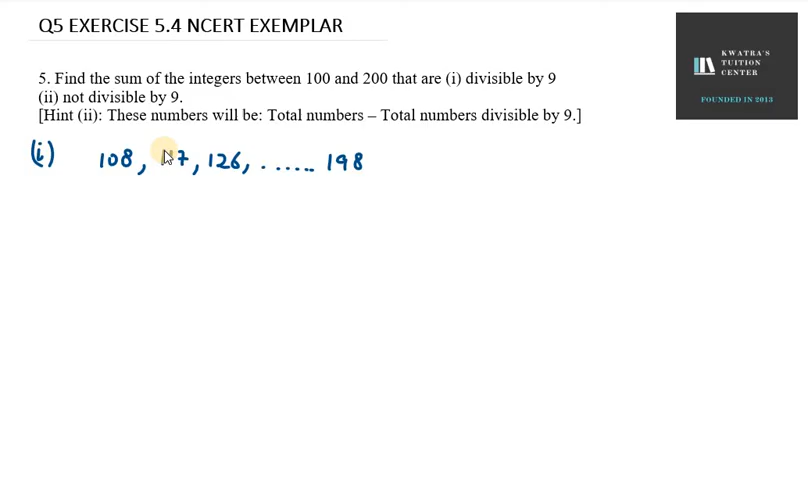 Q5 EXERCISE 5.4 NCERT EXEMPLAR
KWATRA'S
TUITION
CENTER
FOUNDED IN 2013
5. Find the sum of the integers between 100 and 200 that are (i) divisible by 9
(ii) not divisible by 9.
[Hint (ii): These numbers will be: Total numbers – Total numbers divisible by 9.]
(i) 108, 117, 126, ...... 198